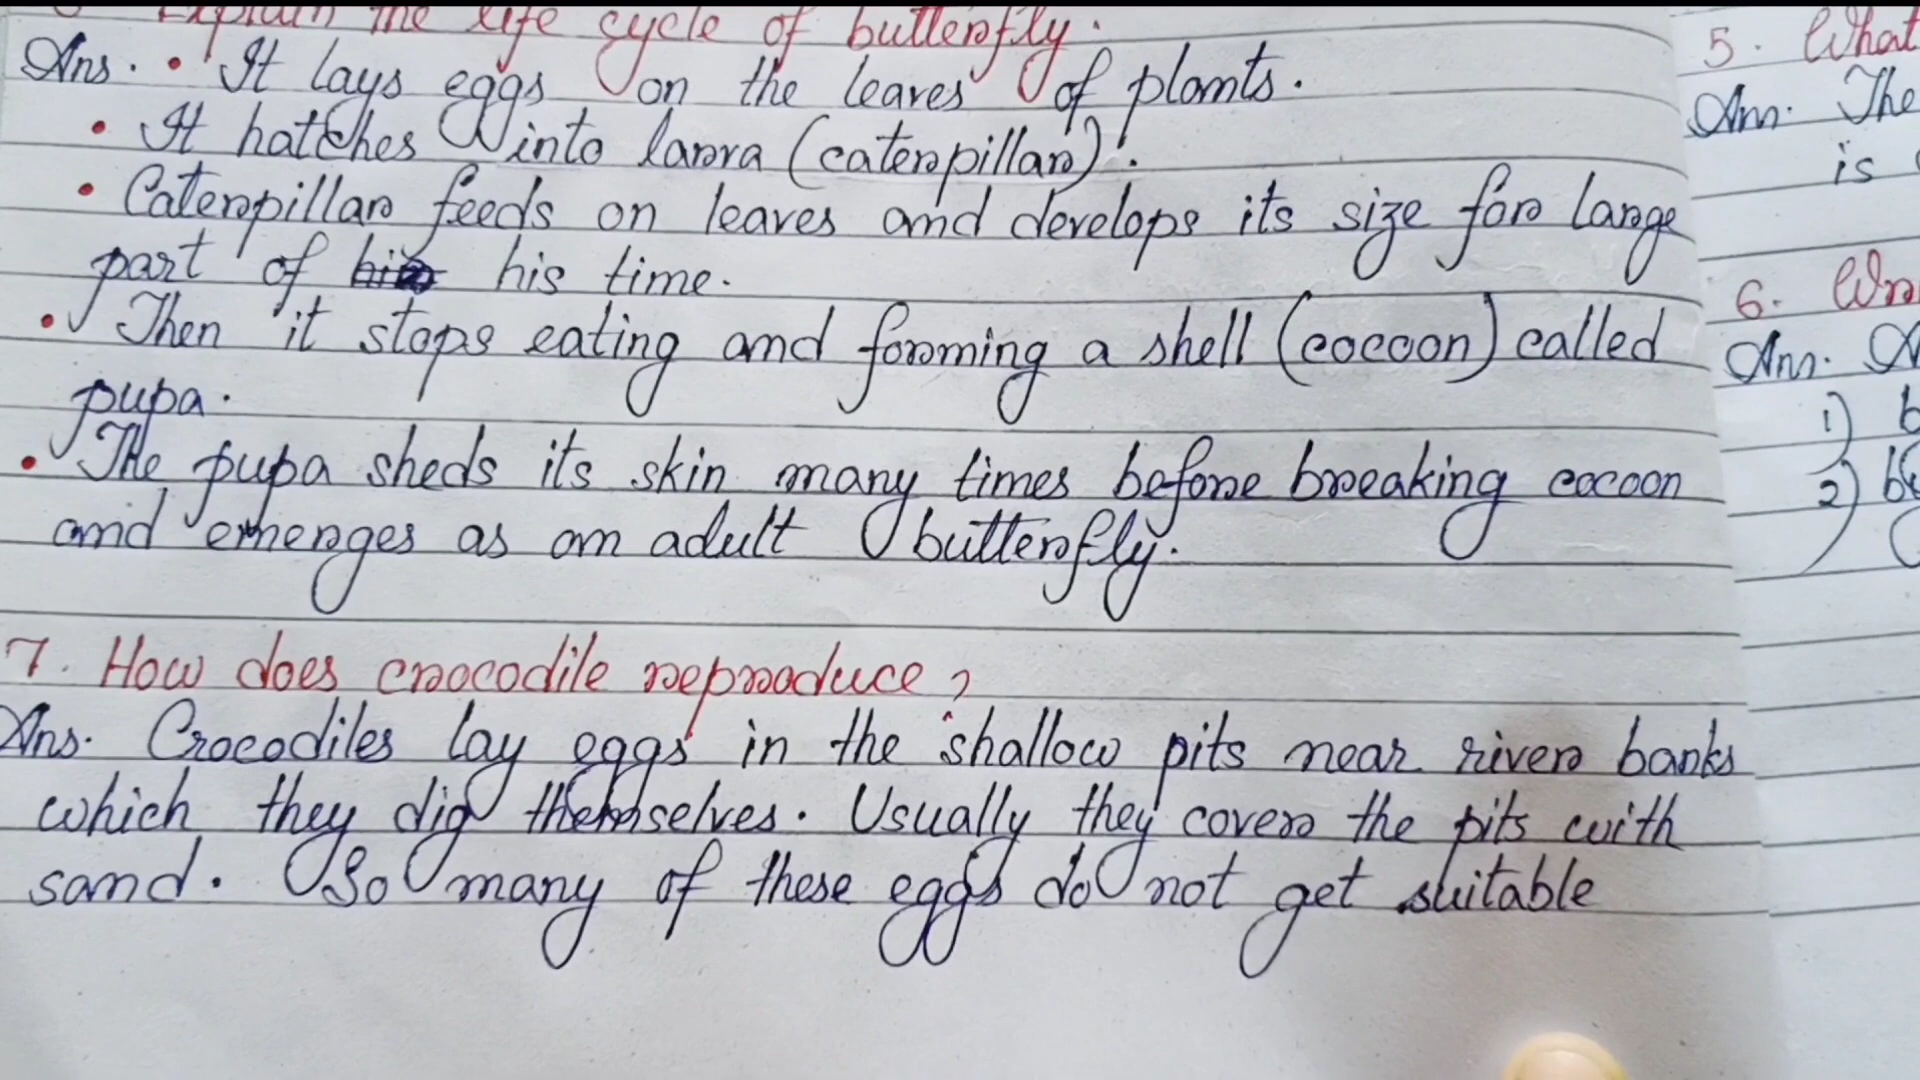 Explain the life cycle of butterfly.
Ans. • It lays eggs on the leaves of plants.
• It hatches into larva (caterpillar).
• Caterpillar feeds on leaves and develops its size for large
part of his time.
• Then it stops eating and forming a shell (cocoon) called
pupa.
• The pupa sheds its skin many times before breaking cocoon
and emerges as an adult butterfly.
7. How does crocodile reproduce?
Ans. Crocodiles lay eggs in the shallow pits near river banks
which they dig themselves. Usually they cover the pits with
sand. So many of these eggs do not get suitable
5. What
Ans. The
is
6.
Ans.
1)
2)